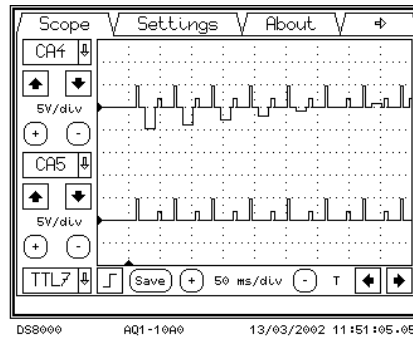 Scope Settings About
CA4
5V/div
+ -
CA5
5V/div
+ -
TTL7 Save + 50 ms/div - T
DS8000 AQ1-10A0 13/03/2002 11:51:05.05